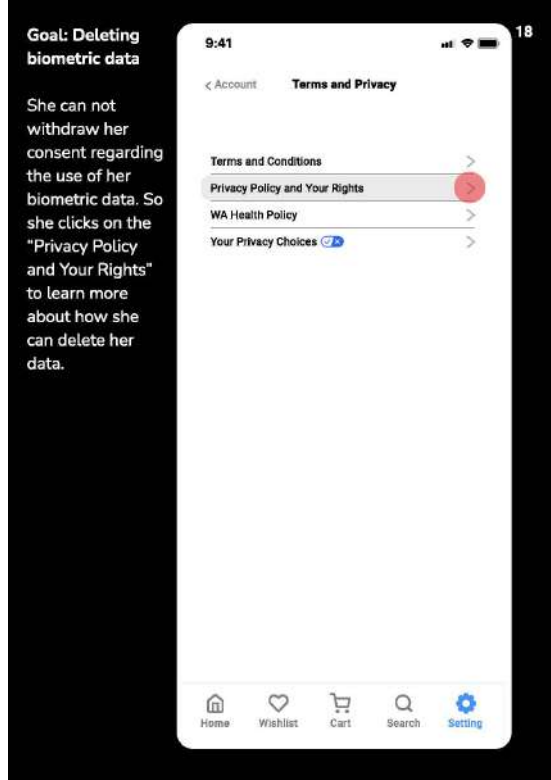 Goal: Deleting
biometric data
She can not
withdraw her
consent regarding
the use of her
biometric data. So
she clicks on the
"Privacy Policy
and Your Rights"
to learn more
about how she
can delete her
data.
18
9:41
< Account Terms and Privacy
Terms and Conditions
Privacy Policy and Your Rights
WA Health Policy
Your Privacy Choices
Home Wishlist Cart Search Setting